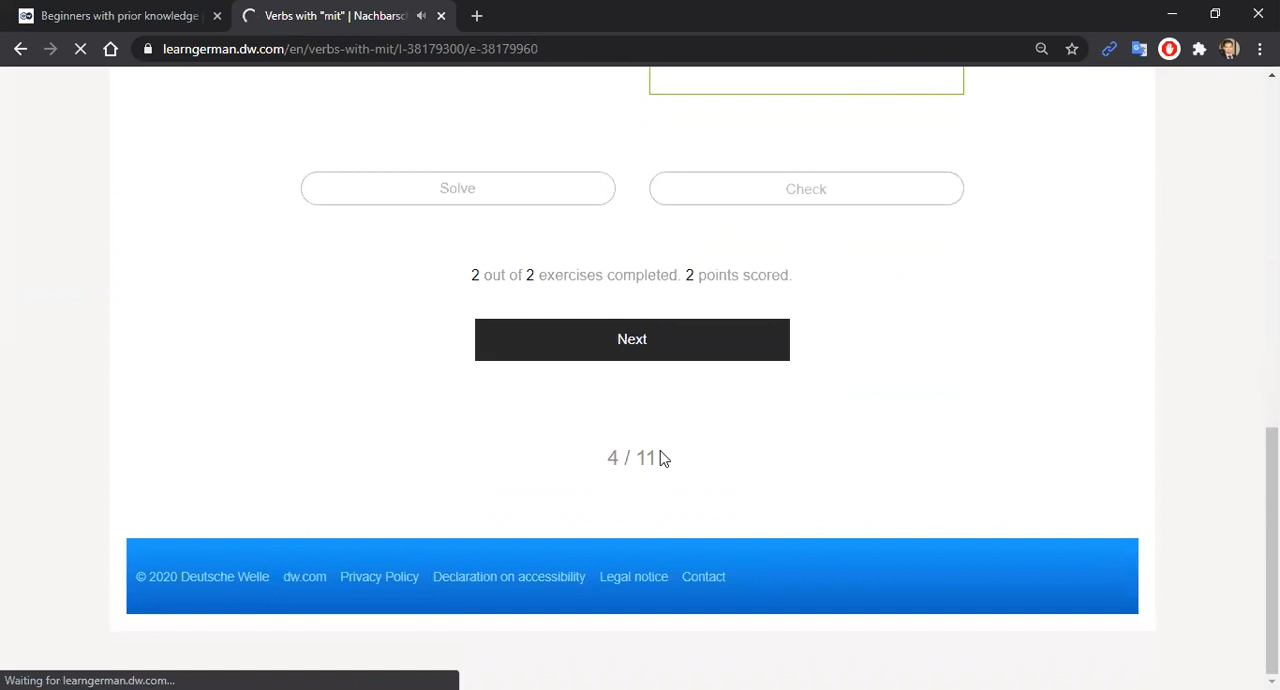 Beginners with prior knowledge
Verbs with "mit" | Nachbarsc
learngerman.dw.com/en/verbs-with-mit/l-38179300/e-38179960
Solve
Check
2 out of 2 exercises completed. 2 points scored.
Next
4 / 11
© 2020 Deutsche Welle dw.com Privacy Policy Declaration on accessibility Legal notice Contact
Waiting for learngerman.dw.com...